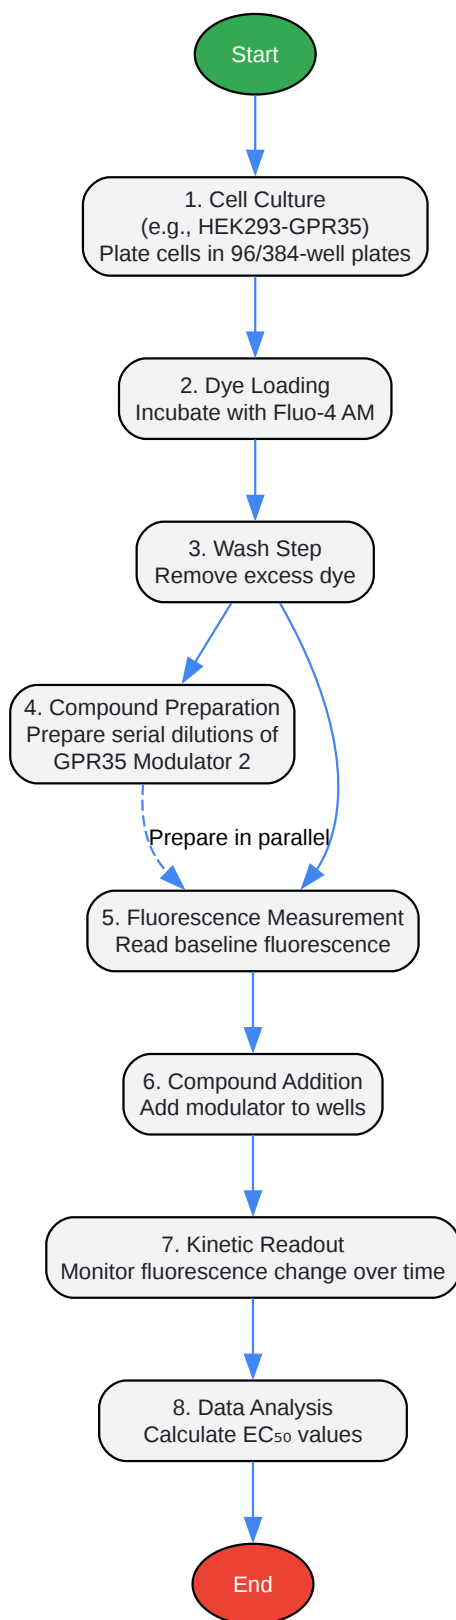 Start
1. Cell Culture
(e.g., HEK293-GPR35)
Plate cells in 96/384-well plates
2. Dye Loading
Incubate with Fluo-4 AM
3. Wash Step
Remove excess dye
4. Compound Preparation
Prepare serial dilutions of
GPR35 Modulator 2
Prepare in parallel
5. Fluorescence Measurement
Read baseline fluorescence
6. Compound Addition
Add modulator to wells
7. Kinetic Readout
Monitor fluorescence change over time
8. Data Analysis
Calculate EC₅₀ values
End